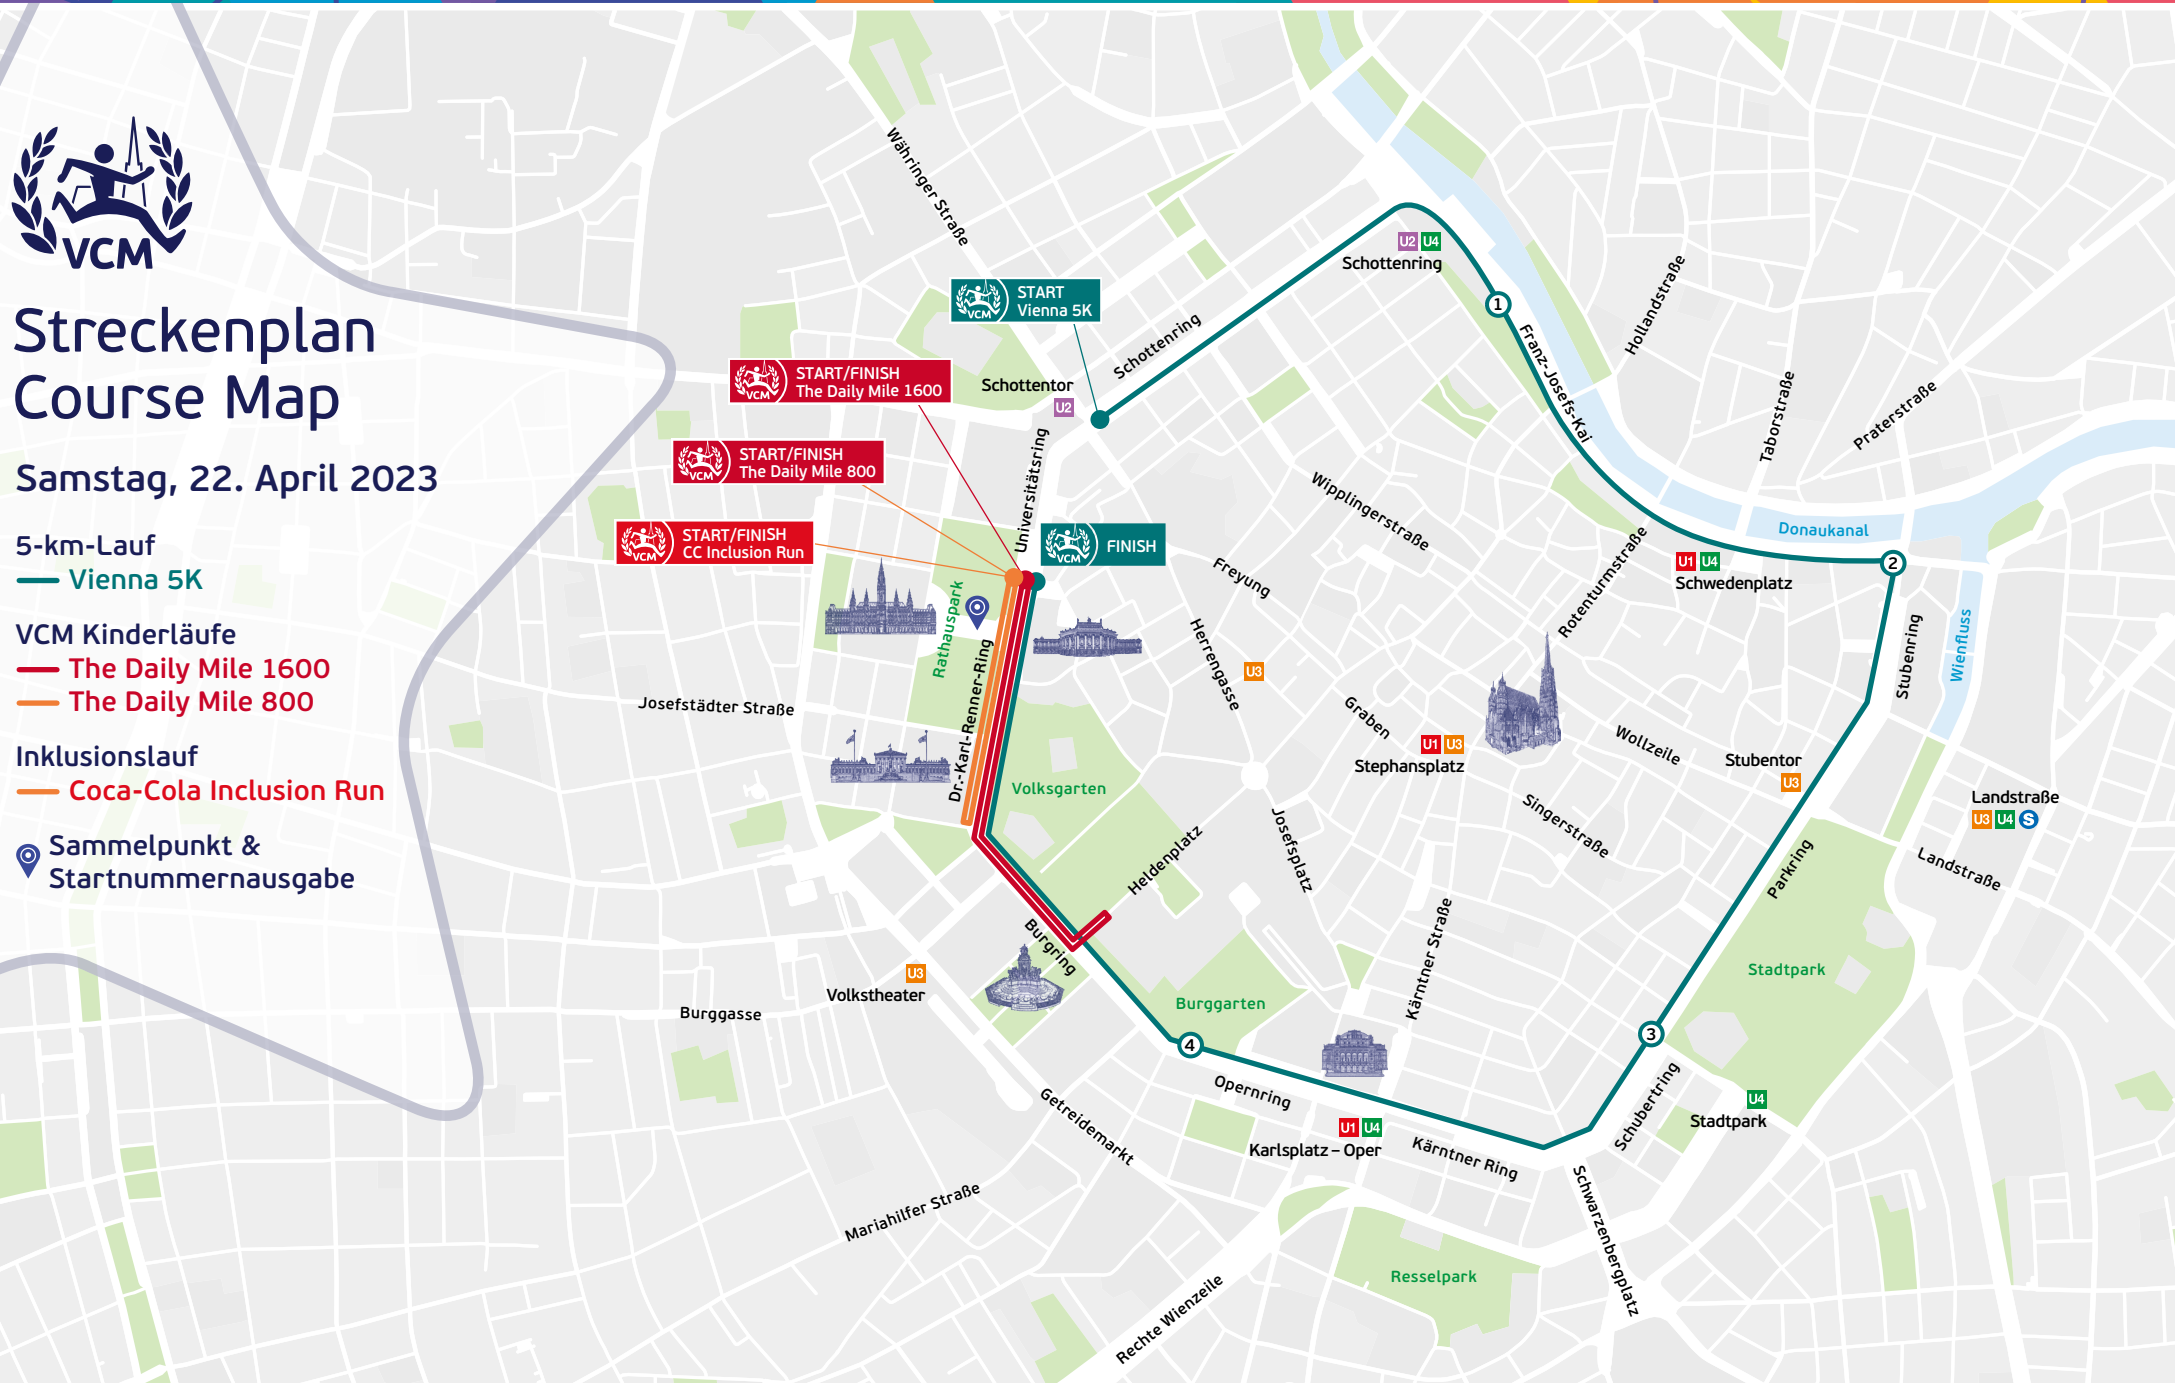 VCM
Streckenplan
Course Map
Samstag, 22. April 2023
5-km-Lauf
Vienna 5K
VCM Kinderläufe
The Daily Mile 1600
The Daily Mile 800
Inklusionslauf
Coca-Cola Inclusion Run
Sammelpunkt &
Startnummernausgabe
Währinger Straße
VCM
START
Vienna 5K
Schottenring
U2 U4
Schottenring
1
Franz-Josefs-Kai
Hollandstraße
Taborstraße
Praterstraße
VCM
START/FINISH
The Daily Mile 1600
Schottentor
U2
VCM
START/FINISH
The Daily Mile 800
Universitätsring
VCM
START/FINISH
CC Inclusion Run
VCM
FINISH
Wipplingerstraße
Freyung
Rotenturmstraße
Donaukanal
U1 U4
Schwedenplatz
2
Stubenring
Wienfluss
Rathauspark
Dr.-Karl-Renner-Ring
Herrengasse
U3
Josefstädter Straße
Graben
U1 U3
Stephansplatz
Wollzeile
Stubentor
U3
Singerstraße
Landstraße
U3 U4 S
Landstraße
Volksgarten
Heldenplatz
Josefsplatz
Parkring
Burgring
Kärntner Straße
Stadtpark
U3
Volkstheater
Burggasse
Burggarten
4
3
Opernring
Getreidemarkt
U1 U4
Karlsplatz – Oper
Kärntner Ring
Schubertring
U4
Stadtpark
Schwarzenbergplatz
Mariahilfer Straße
Resselpark
Rechte Wienzeile